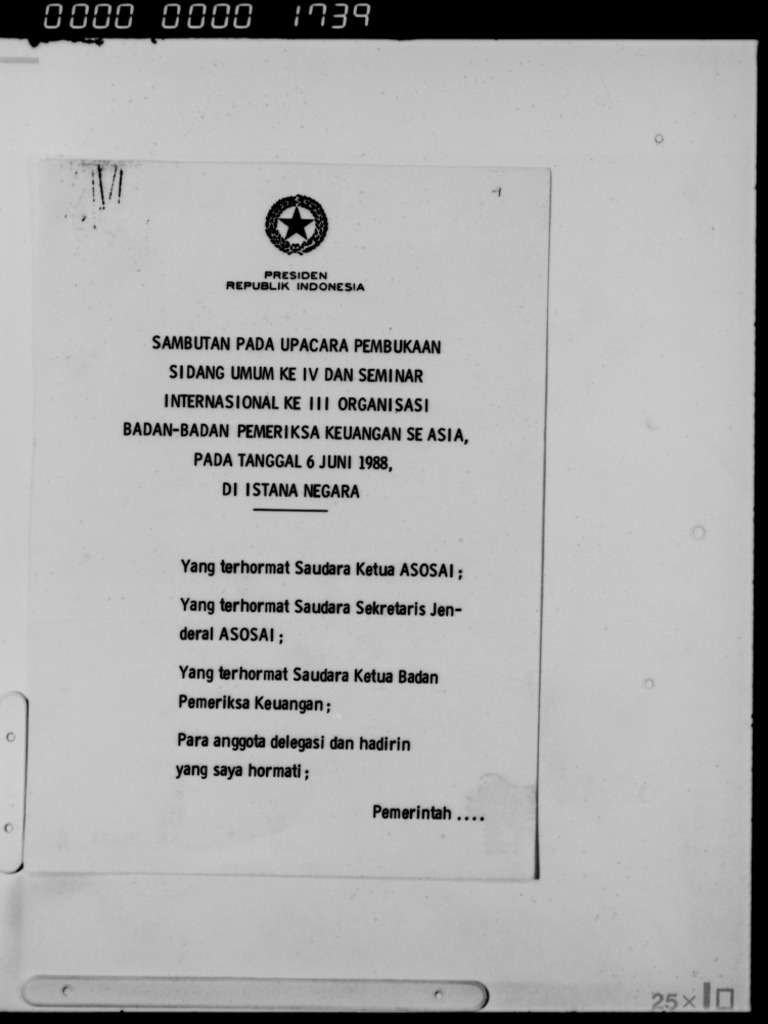 0000 0000 1739
PRESIDEN
REPUBLIK INDONESIA
SAMBUTAN PADA UPACARA PEMBUKAAN
SIDANG UMUM KE IV DAN SEMINAR
INTERNASIONAL KE III ORGANISASI
BADAN-BADAN PEMERIKSA KEUANGAN SE ASIA,
PADA TANGGAL 6 JUNI 1988,
DI ISTANA NEGARA
Yang terhormat Saudara Ketua ASOSAI;
Yang terhormat Saudara Sekretaris Jen-
deral ASOSAI;
Yang terhormat Saudara Ketua Badan
Pemeriksa Keuangan;
Para anggota delegasi dan hadirin
yang saya hormati;
Pemerintah ....
25×